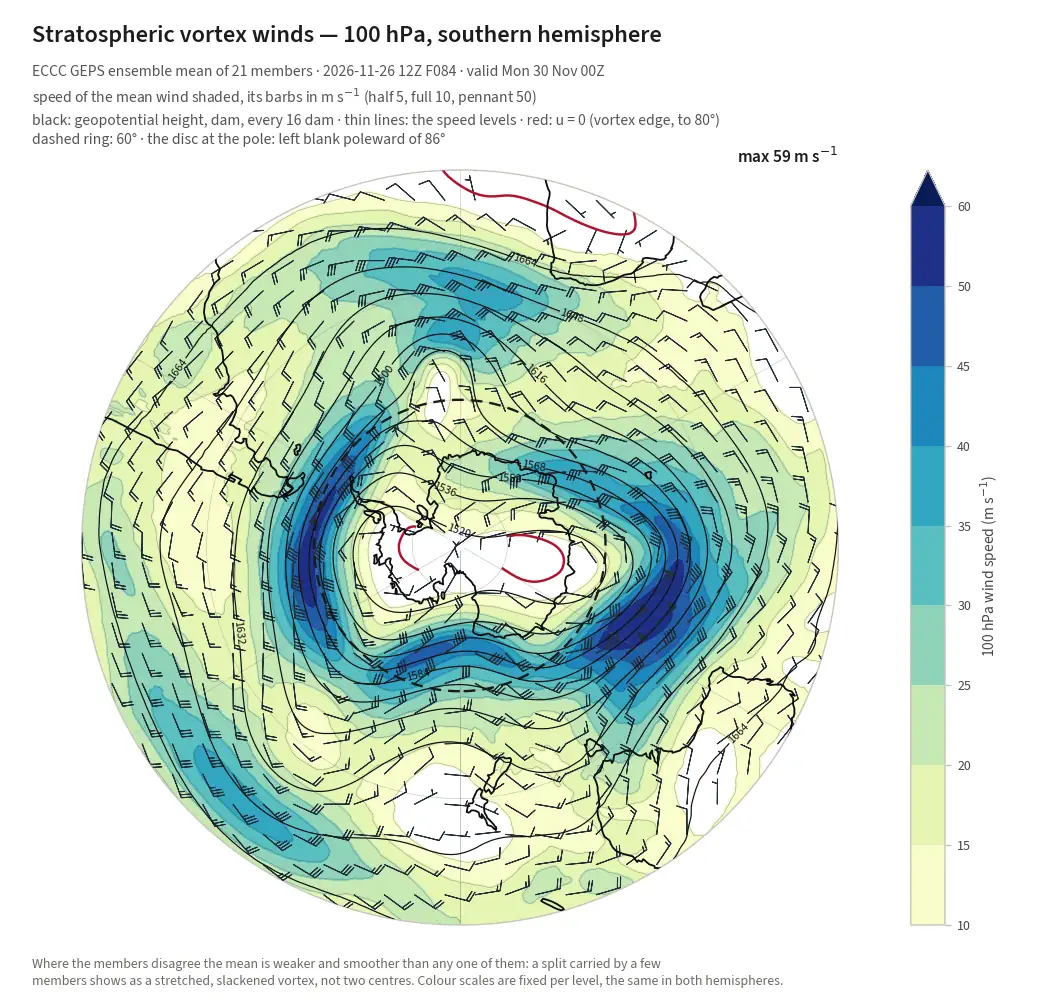 Stratospheric vortex winds — 100 hPa, southern hemisphere
ECCC GEPS ensemble mean of 21 members · 2026-11-26 12Z F084 · valid Mon 30 Nov 00Z
speed of the mean wind shaded, its barbs in m s⁻¹ (half 5, full 10, pennant 50)
black: geopotential height, dam, every 16 dam · thin lines: the speed levels · red: u = 0 (vortex edge, to 80°)
dashed ring: 60° · the disc at the pole: left blank poleward of 86°
max 59 m s⁻¹
60
50
45
40
35
30
25
20
15
10
100 hPa wind speed (m s⁻¹)
1664
1648
1616
1664
1568
1536
1520
1632
1584
1664
Where the members disagree the mean is weaker and smoother than any one of them: a split carried by a few
members shows as a stretched, slackened vortex, not two centres. Colour scales are fixed per level, the same in both hemispheres.